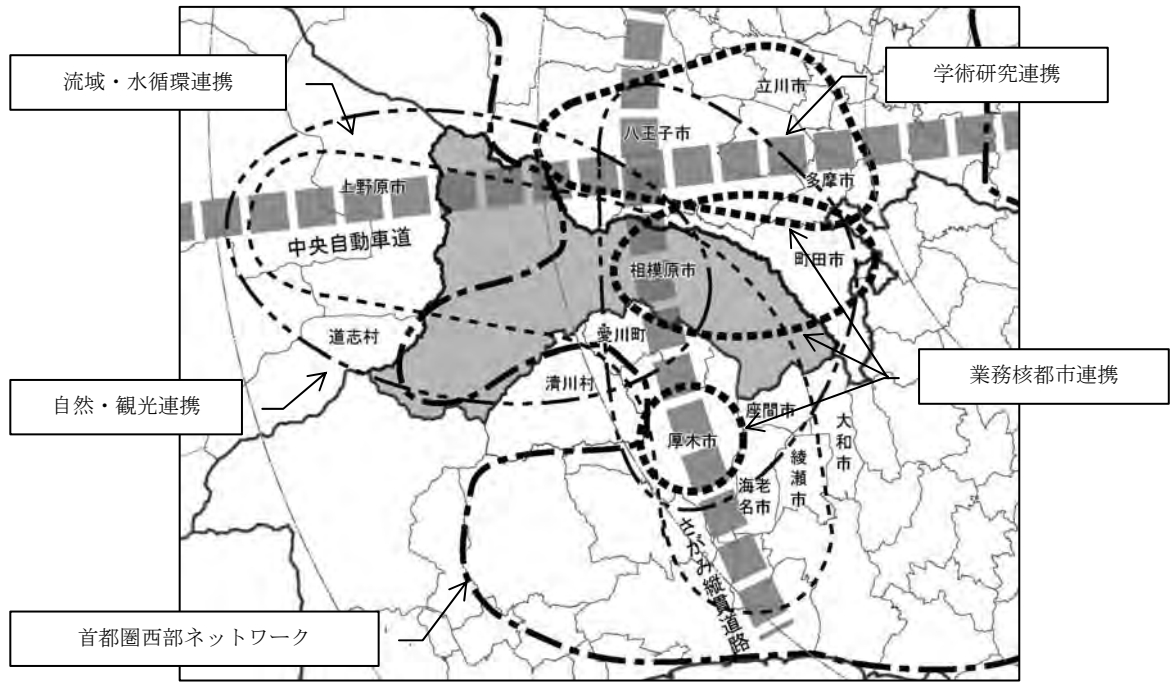 流域・水循環連携
学術研究連携
立川市
八王子市
上野原市
多摩市
中央自動車道
町田市
相模原市
道志村
愛川町
清川村
自然・観光連携
業務核都市連携
座間市
厚木市
大和市
綾瀬市
海老
名市
さがみ縦貫道路
首都圏西部ネットワーク